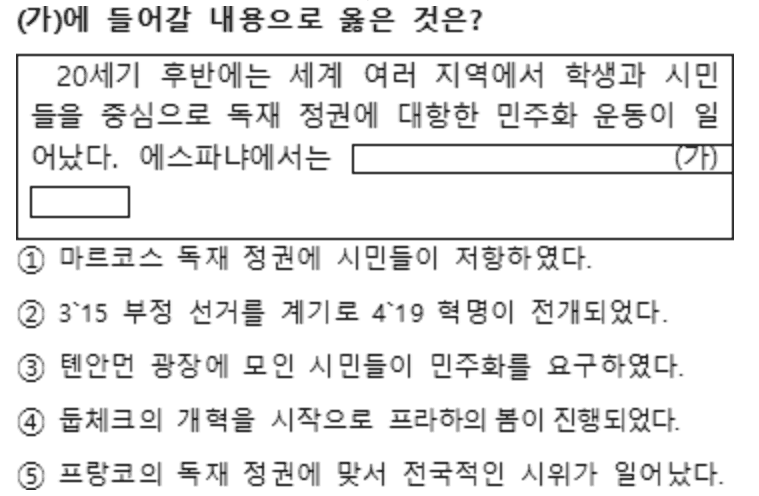 (가)에 들어갈 내용으로 옳은 것은?
20세기 후반에는 세계 여러 지역에서 학생과 시민
들을 중심으로 독재 정권에 대항한 민주화 운동이 일
어났다. 에스파냐에서는 (가)
① 마르코스 독재 정권에 시민들이 저항하였다.
② 3`15 부정 선거를 계기로 4`19 혁명이 전개되었다.
③ 톈안먼 광장에 모인 시민들이 민주화를 요구하였다.
④ 둡체크의 개혁을 시작으로 프라하의 봄이 진행되었다.
⑤ 프랑코의 독재 정권에 맞서 전국적인 시위가 일어났다.